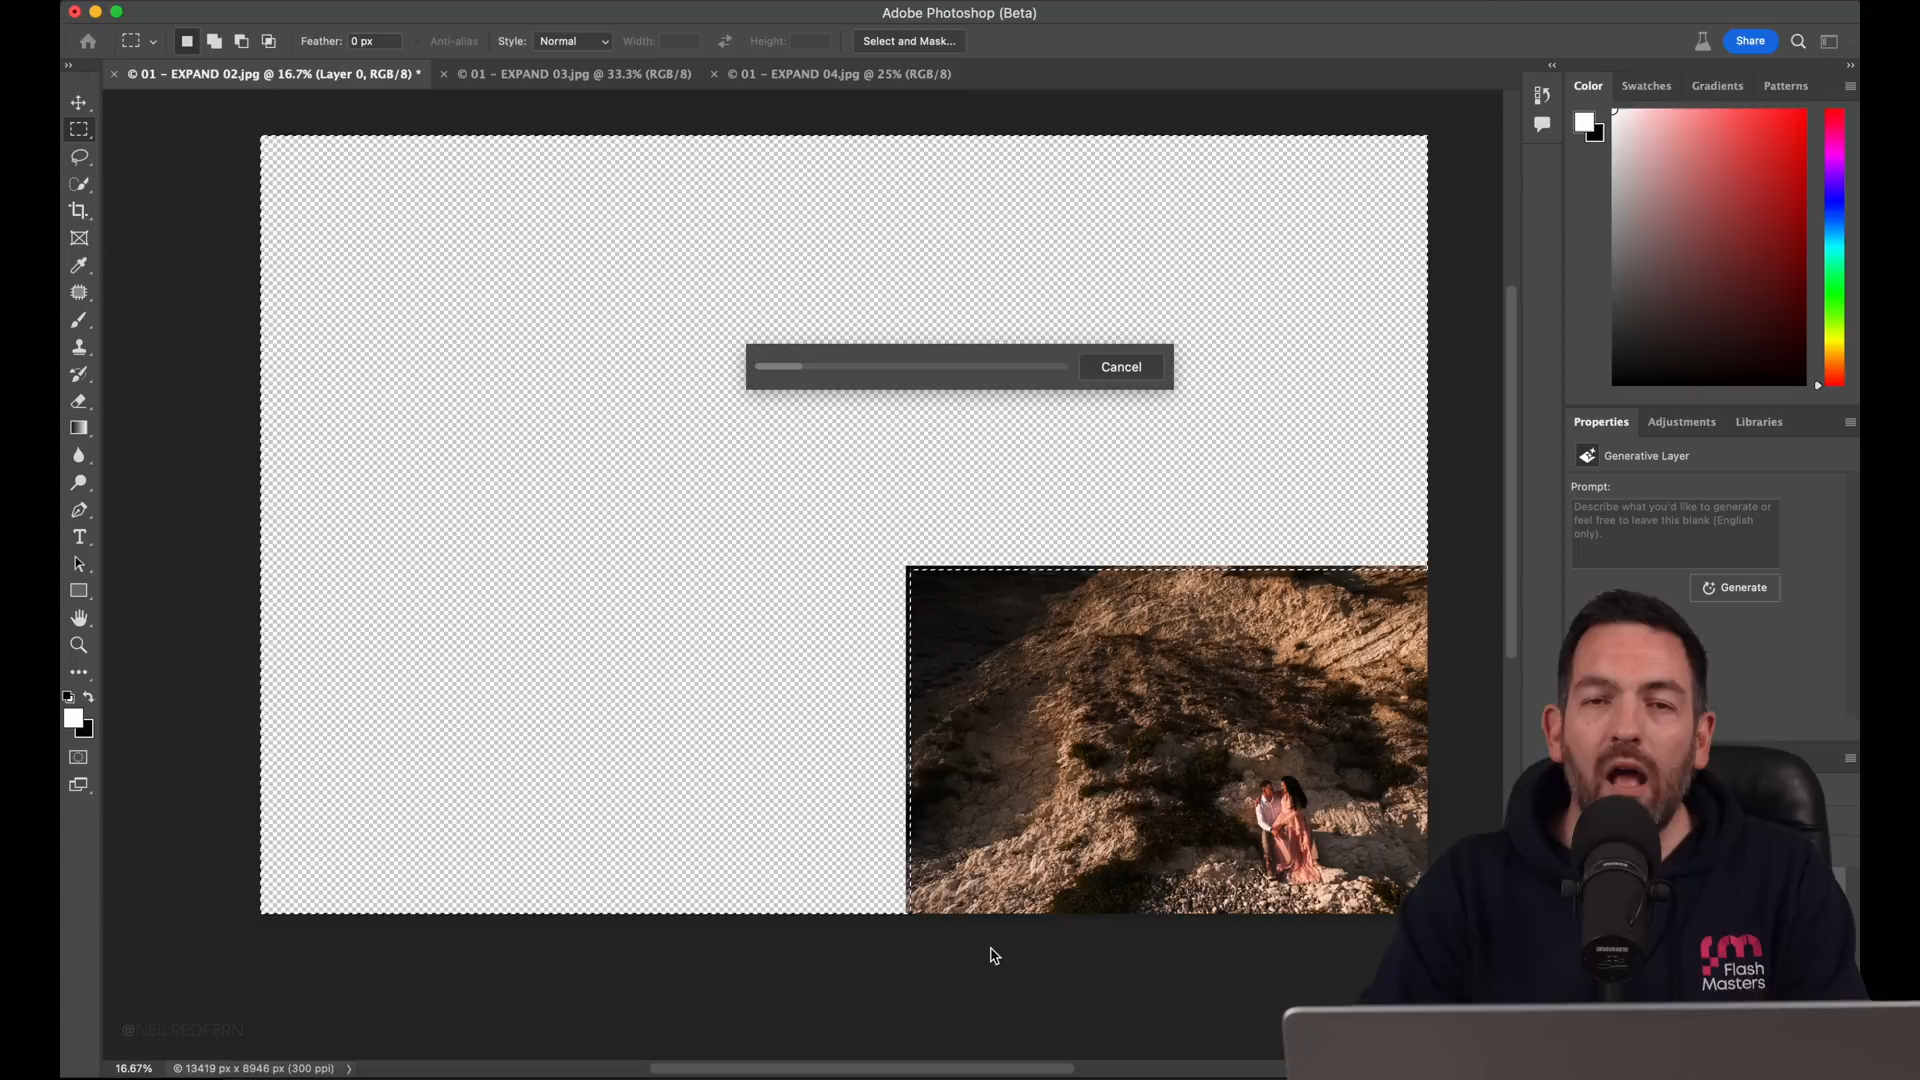 Adobe Photoshop (Beta)
Feather: 0 px Anti-alias Style: Normal Width: Height: Select and Mask... Share
© 01 - EXPAND 02.jpg @ 16.7% (Layer 0, RGB/8) * © 01 - EXPAND 03.jpg @ 33.3% (RGB/8) © 01 - EXPAND 04.jpg @ 25% (RGB/8)
Color Swatches Gradients Patterns
Cancel
Properties Adjustments Libraries
Generative Layer
Prompt:
Describe what you'd like to generate or
feel free to leave this blank (English
only).
Generate
Flash
Masters
@NEILREDFERN
16.67% © 13419 px x 8946 px (300 ppi)